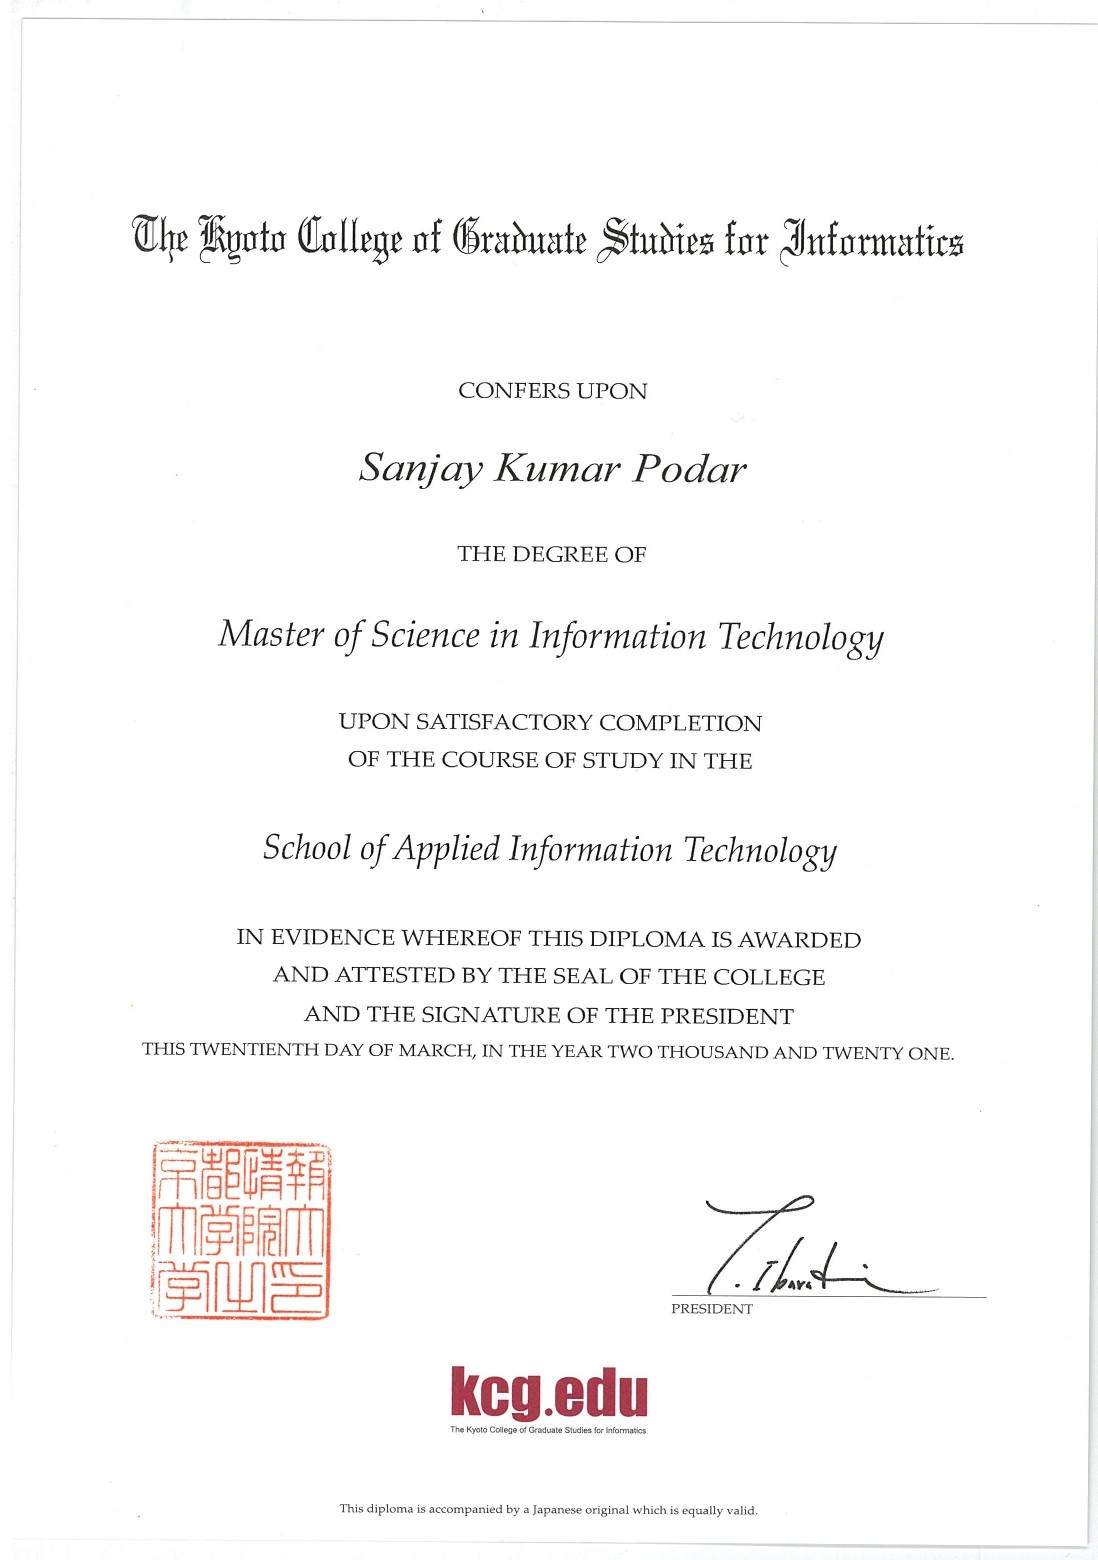 The Kyoto College of Graduate Studies for Informatics
CONFERS UPON
Sanjay Kumar Podar
THE DEGREE OF
Master of Science in Information Technology
UPON SATISFACTORY COMPLETION
OF THE COURSE OF STUDY IN THE
School of Applied Information Technology
IN EVIDENCE WHEREOF THIS DIPLOMA IS AWARDED
AND ATTESTED BY THE SEAL OF THE COLLEGE
AND THE SIGNATURE OF THE PRESIDENT
THIS TWENTIENTH DAY OF MARCH, IN THE YEAR TWO THOUSAND AND TWENTY ONE.
京都情報
大学院大
学之印
T. Ibaraki
PRESIDENT
kcg.edu
The Kyoto College of Graduate Studies for Informatics
This diploma is accompanied by a Japanese original which is equally valid.